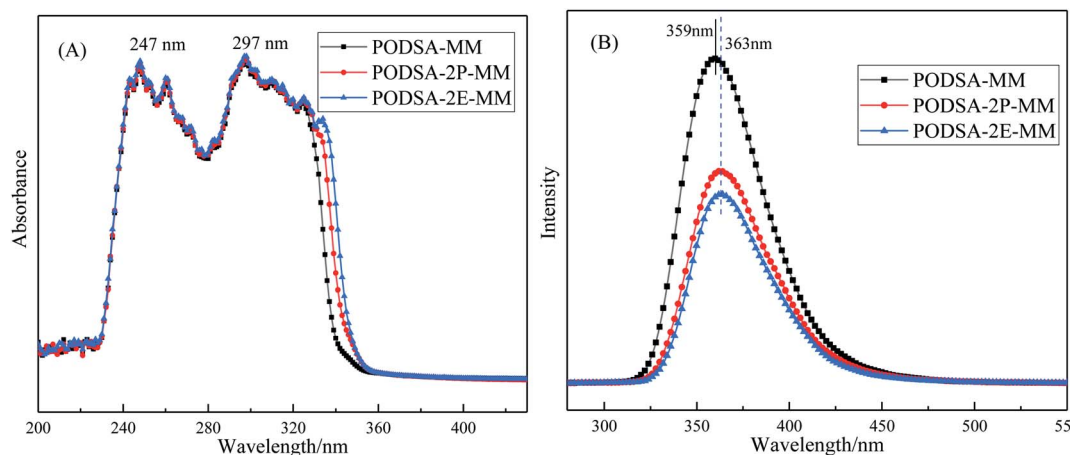 (A)
247 nm
297 nm
PODSA-MM
PODSA-2P-MM
PODSA-2E-MM
Absorbance
200
240
280
320
360
400
Wavelength/nm
(B)
359nm
363nm
PODSA-MM
PODSA-2P-MM
PODSA-2E-MM
Intensity
300
350
400
450
500
55
Wavelength/nm